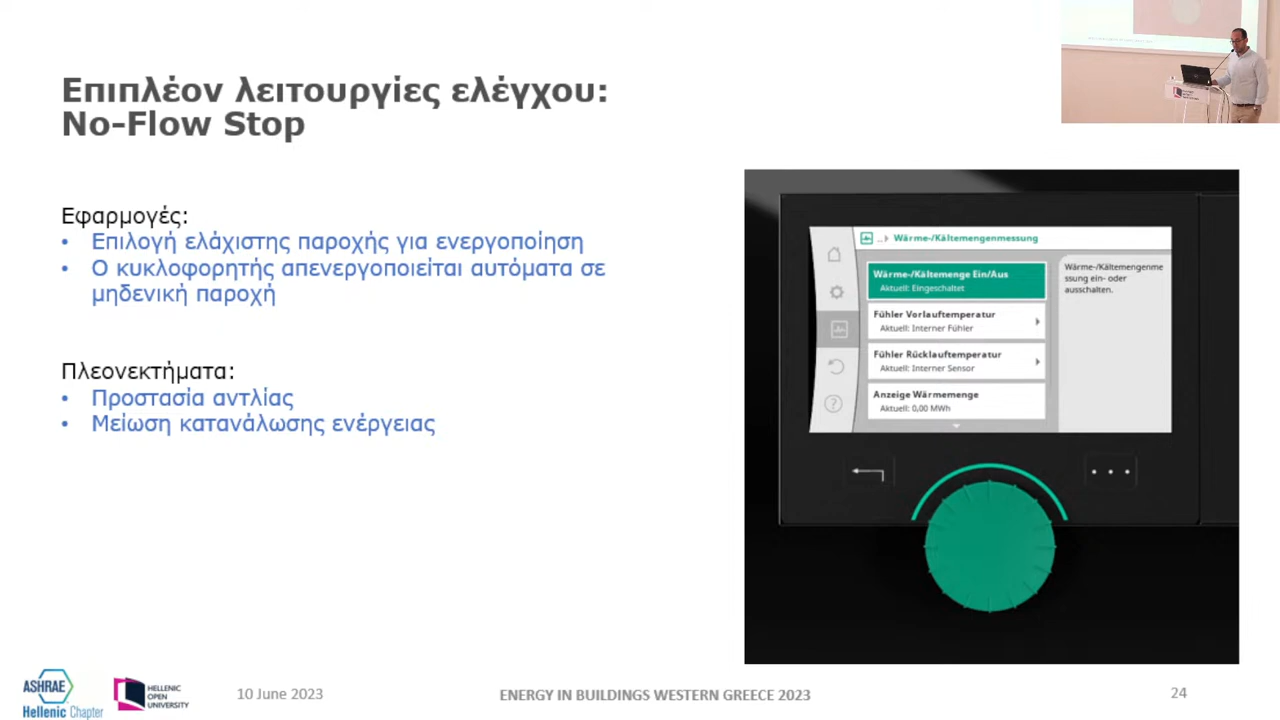 Επιπλέον λειτουργίες ελέγχου:
No-Flow Stop
Εφαρμογές:
• Επιλογή ελάχιστης παροχής για ενεργοποίηση
• Ο κυκλοφορητής απενεργοποιείται αυτόματα σε
μηδενική παροχή
Πλεονεκτήματα:
• Προστασία αντλίας
• Μείωση κατανάλωσης ενέργειας
... Wärme-/Kältemengenmessung
Wärme-/Kältemenge Ein/Aus
Aktuell: Eingeschaltet
Fühler Vorlauftemperatur
Aktuell: Interner Fühler
Fühler Rücklauftemperatur
Aktuell: Interner Sensor
Anzeige Wärmemenge
Aktuell: 0,00 MWh
Wärme-/Kältemengenme
ssung ein- oder
ausschalten.
ASHRAE
Hellenic Chapter
HELLENIC
OPEN
UNIVERSITY
10 June 2023
ENERGY IN BUILDINGS WESTERN GREECE 2023
24